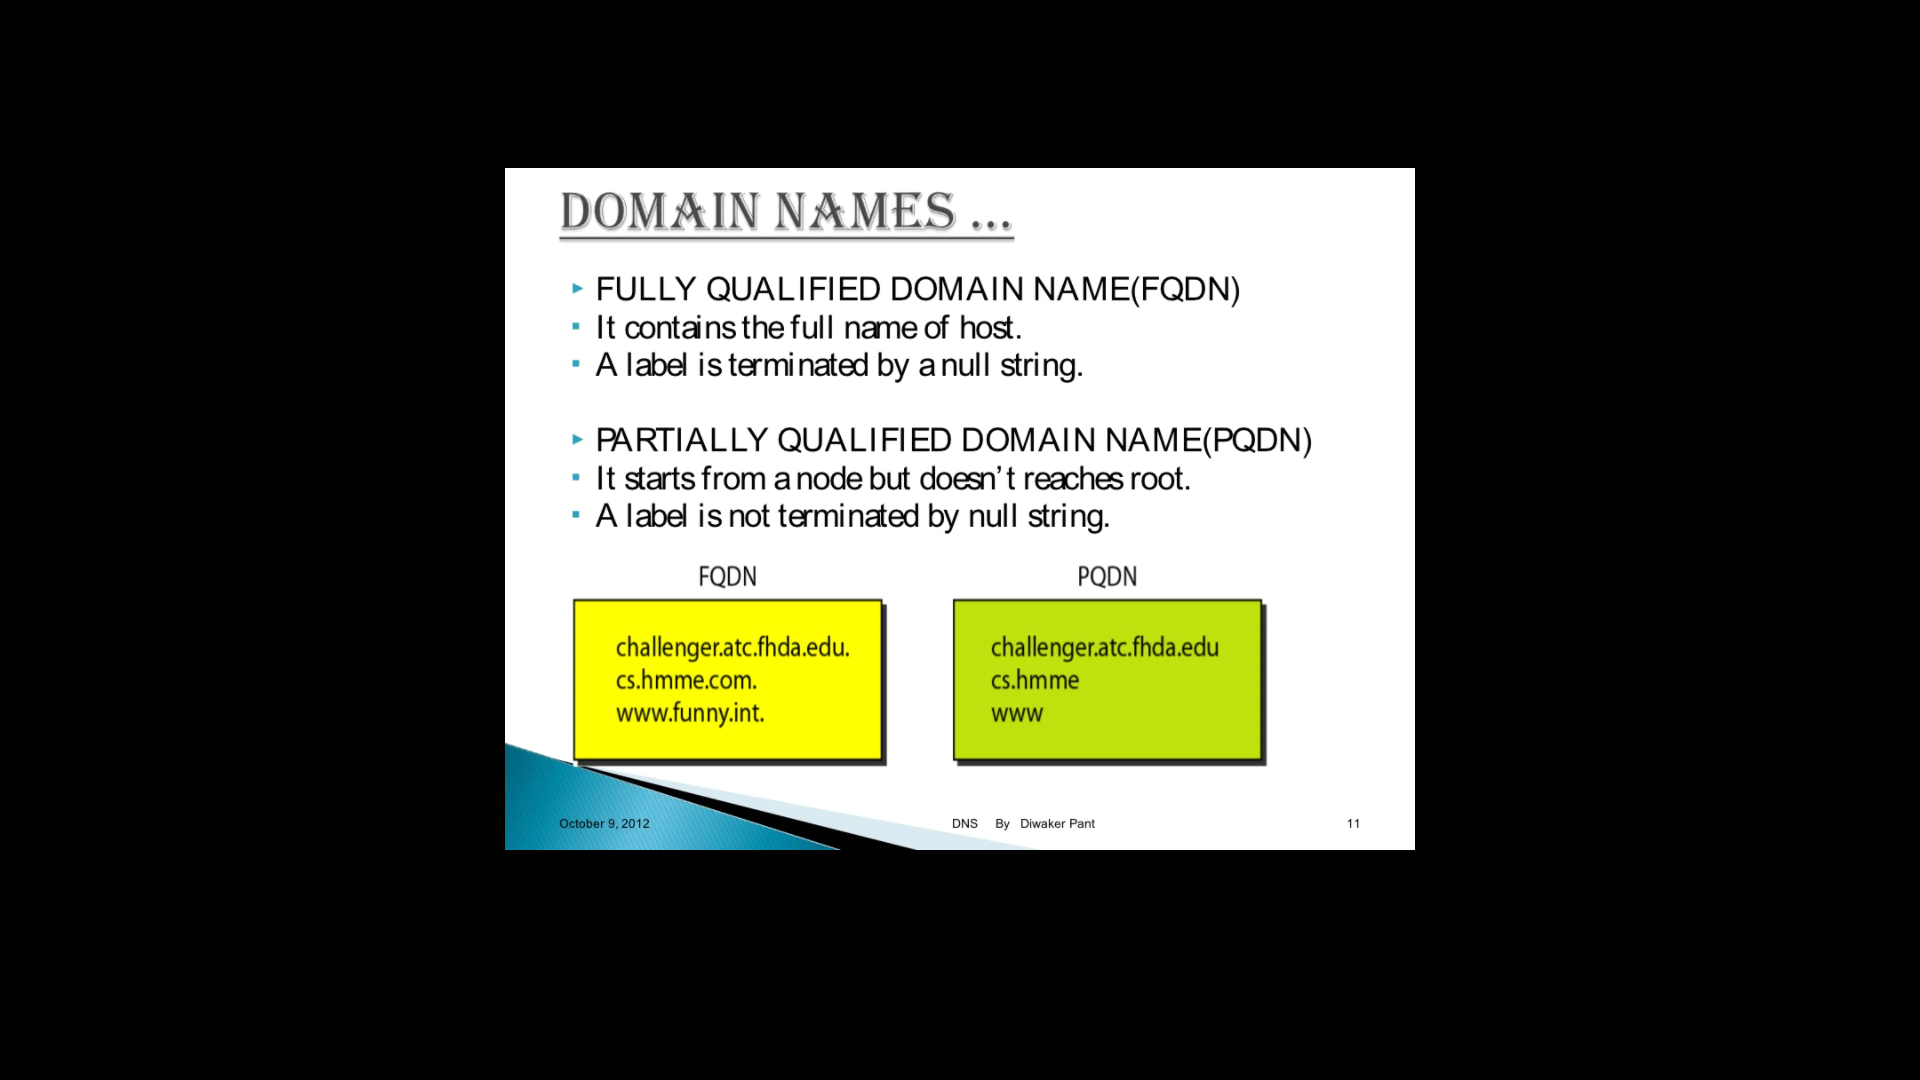 DOMAIN NAMES ...
FULLY QUALIFIED DOMAIN NAME(FQDN)
It contains the full name of host.
A label is terminated by a null string.
PARTIALLY QUALIFIED DOMAIN NAME(PQDN)
It starts from a node but doesn’t reaches root.
A label is not terminated by null string.
FQDN
challenger.atc.fhda.edu.
cs.hmme.com.
www.funny.int.
PQDN
challenger.atc.fhda.edu
cs.hmme
www
October 9, 2012
DNS By Diwaker Pant
11